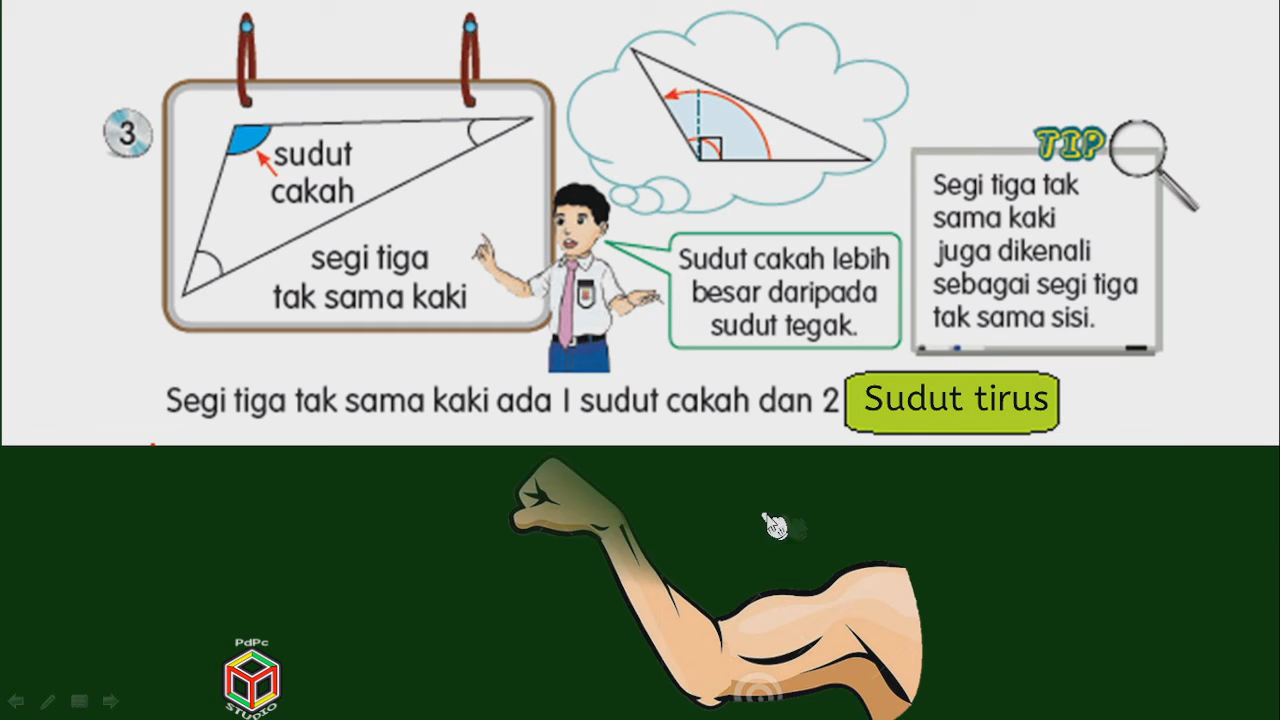 3
sudut
cakah
segi tiga
tak sama kaki
Sudut cakah lebih
besar daripada
sudut tegak.
TIP
Segi tiga tak
sama kaki
juga dikenali
sebagai segi tiga
tak sama sisi.
Segi tiga tak sama kaki ada 1 sudut cakah dan 2 Sudut tirus
PdPc
STUDIO